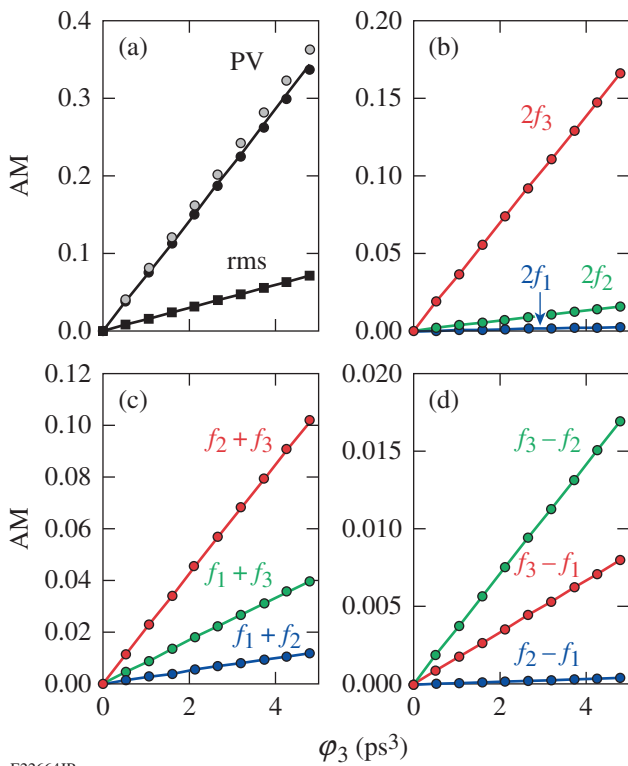 (a)
PV
rms
AM
0.4
0.3
0.2
0.1
0.0
(b)
2f3
2f1
2f2
0.20
0.15
0.10
0.05
0.00
(c)
f2 + f3
f1 + f3
f1 + f2
AM
0.12
0.10
0.08
0.06
0.04
0.02
0.00
0 2 4
(d)
f3 – f2
f3 – f1
f2 – f1
0.020
0.015
0.010
0.005
0.000
0 2 4
φ3 (ps3)